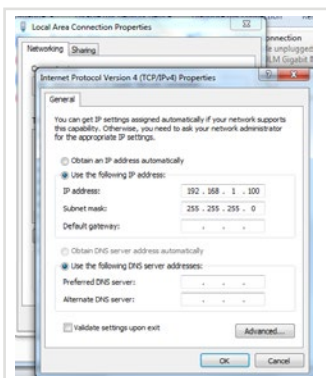 Local Area Connection Properties
Networking Sharing
onnection
le unplugged
LM Gigabit
Internet Protocol Version 4 (TCP/IPv4) Properties
General
You can get IP settings assigned automatically if your network supports
this capability. Otherwise, you need to ask your network administrator
for the appropriate IP settings.
Obtain an IP address automatically
Use the following IP address:
IP address: 192 . 168 . 1 . 100
Subnet mask: 255 . 255 . 255 . 0
Default gateway: . . .
Obtain DNS server address automatically
Use the following DNS server addresses:
Preferred DNS server: . . .
Alternate DNS server: . . .
Validate settings upon exit
Advanced...
OK Cancel